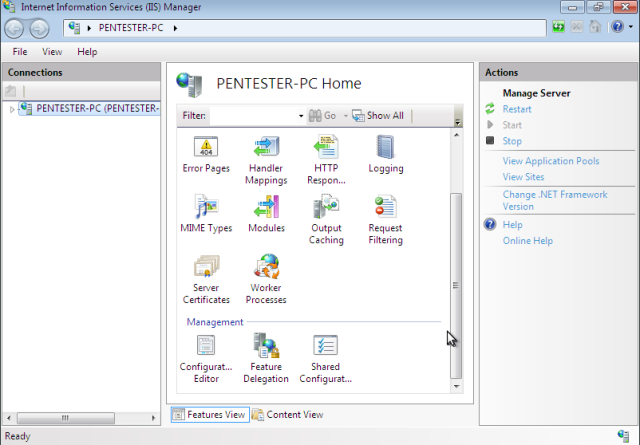 Internet Information Services (IIS) Manager
PENTESTER-PC
File View Help
Connections
PENTESTER-PC (PENTESTER-
PENTESTER-PC Home
Filter: Go Show All
404
Error Pages
Handler Mappings
HTTP Respon...
Logging
MIME Types
Modules
Output Caching
Request Filtering
Server Certificates
Worker Processes
Management
Configurat... Editor
Feature Delegation
Shared Configurat...
Features View Content View
Actions
Manage Server
Restart
Start
Stop
View Application Pools
View Sites
Change .NET Framework
Version
Help
Online Help
Ready